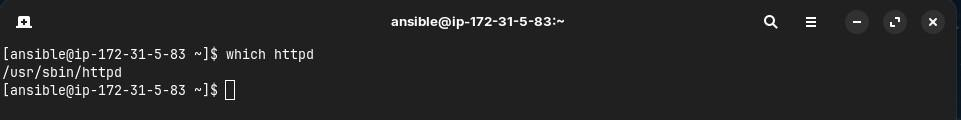 ansible@ip-172-31-5-83:~
[ansible@ip-172-31-5-83 ~]$ which httpd
/usr/sbin/httpd
[ansible@ip-172-31-5-83 ~]$